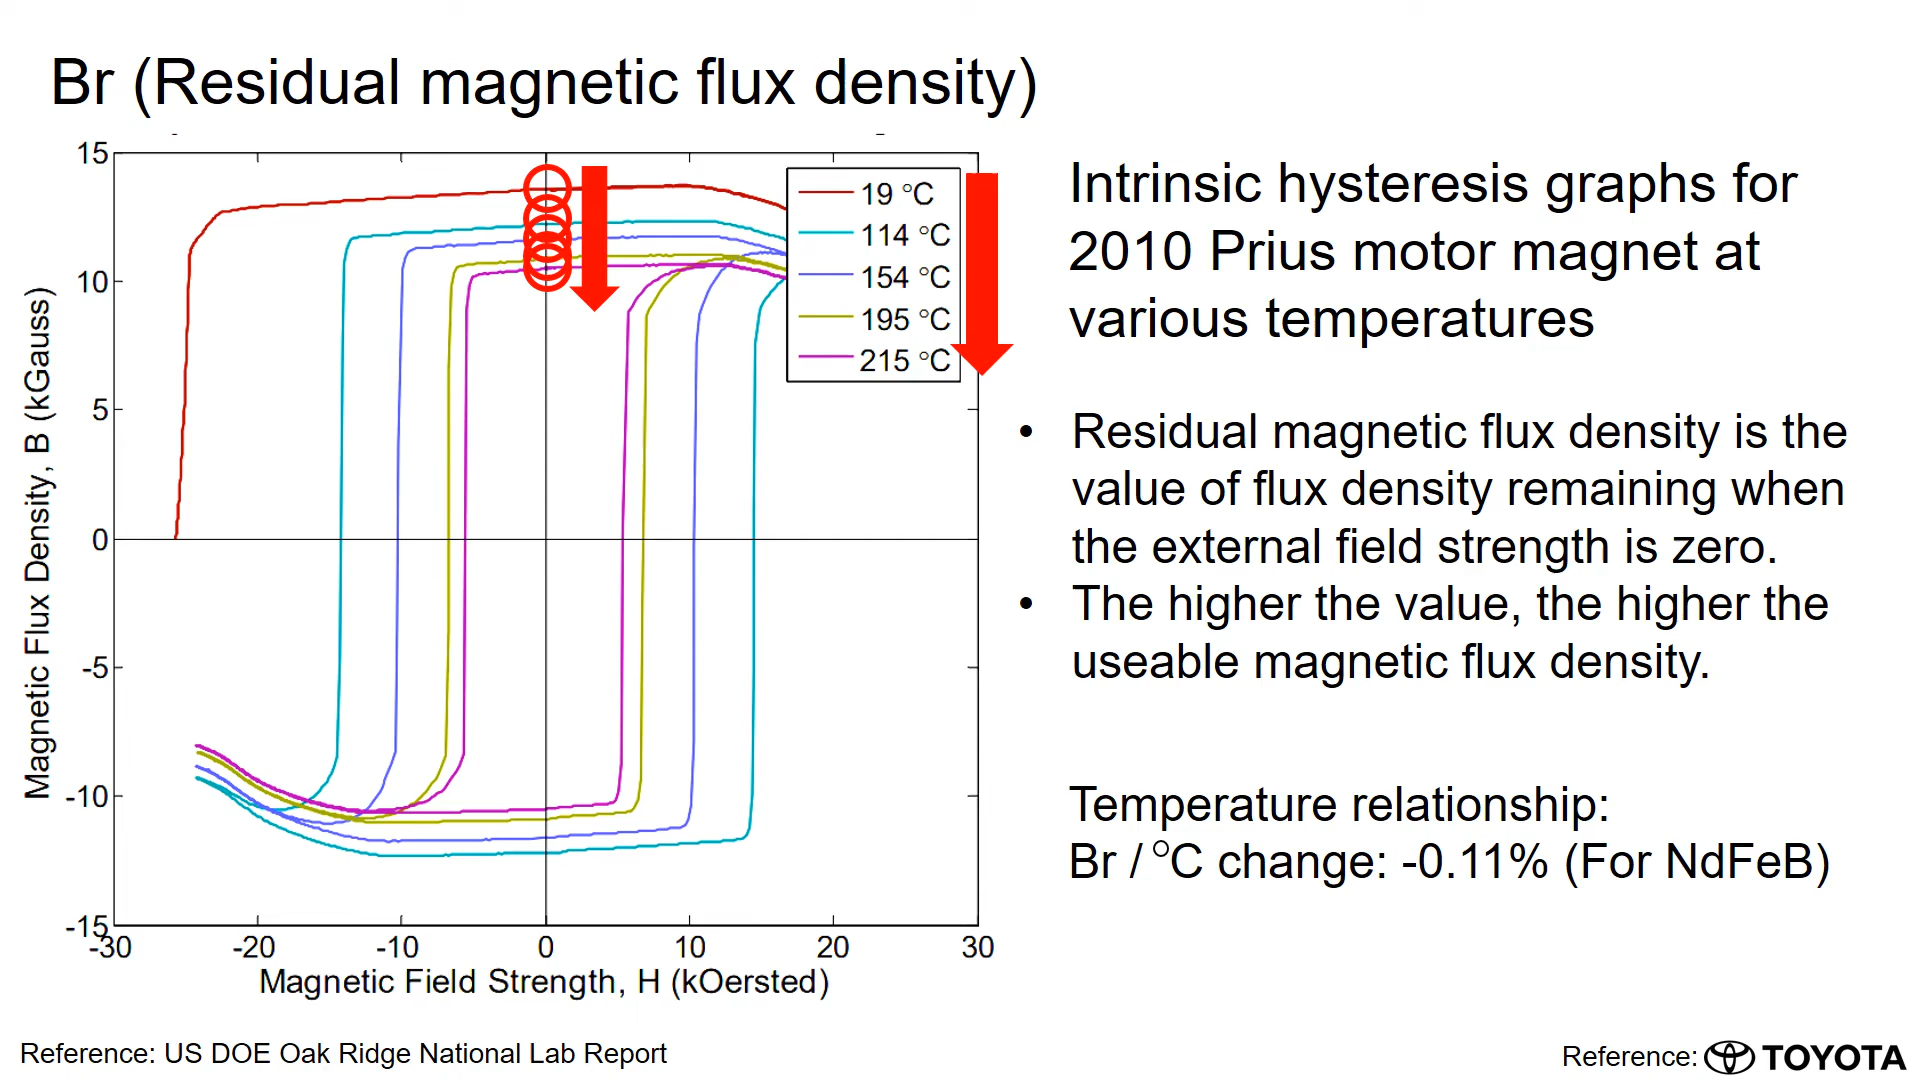 Br (Residual magnetic flux density)
15
10
5
0
-5
-10
-15
-30
-20
-10
0
10
20
30
Magnetic Flux Density, B (kGauss)
Magnetic Field Strength, H (kOersted)
19 °C
114 °C
154 °C
195 °C
215 °C
Intrinsic hysteresis graphs for
2010 Prius motor magnet at
various temperatures
• Residual magnetic flux density is the
value of flux density remaining when
the external field strength is zero.
• The higher the value, the higher the
useable magnetic flux density.
Temperature relationship:
Br / °C change: -0.11% (For NdFeB)
Reference: US DOE Oak Ridge National Lab Report
Reference: TOYOTA